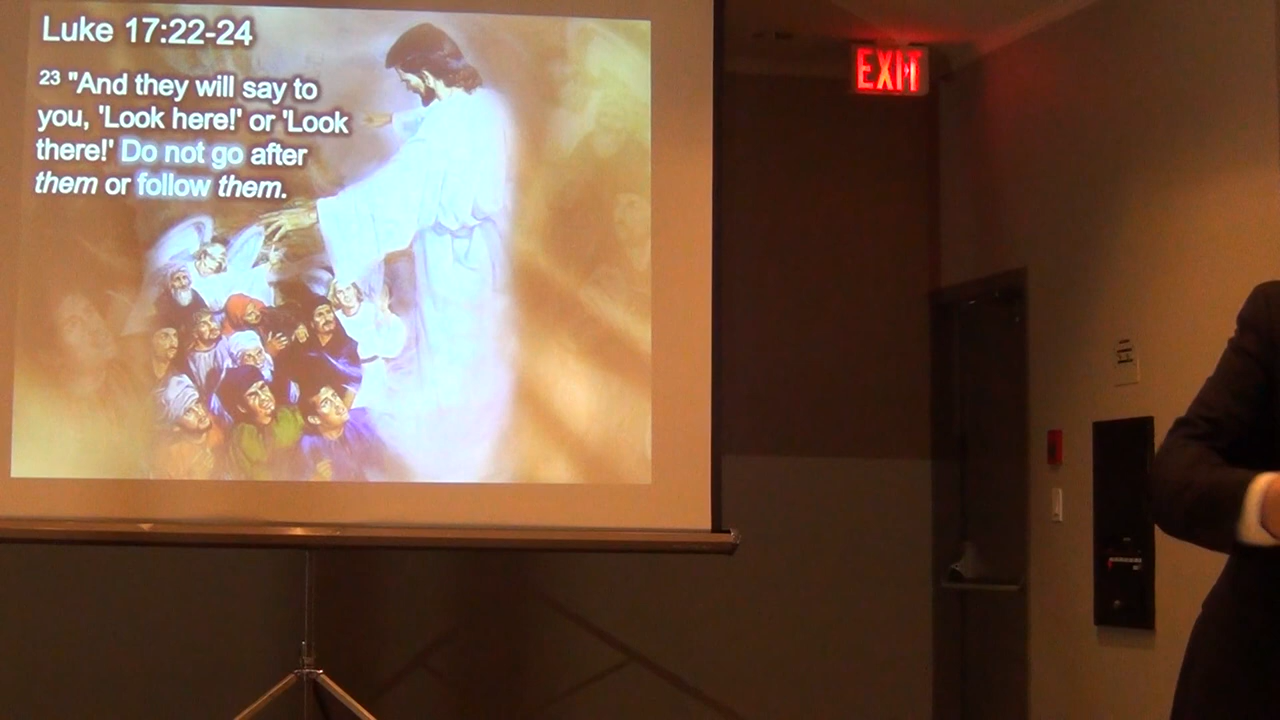 Luke 17:22-24
23 "And they will say to
you, 'Look here!' or 'Look
there!' Do not go after
them or follow them.
EXIT